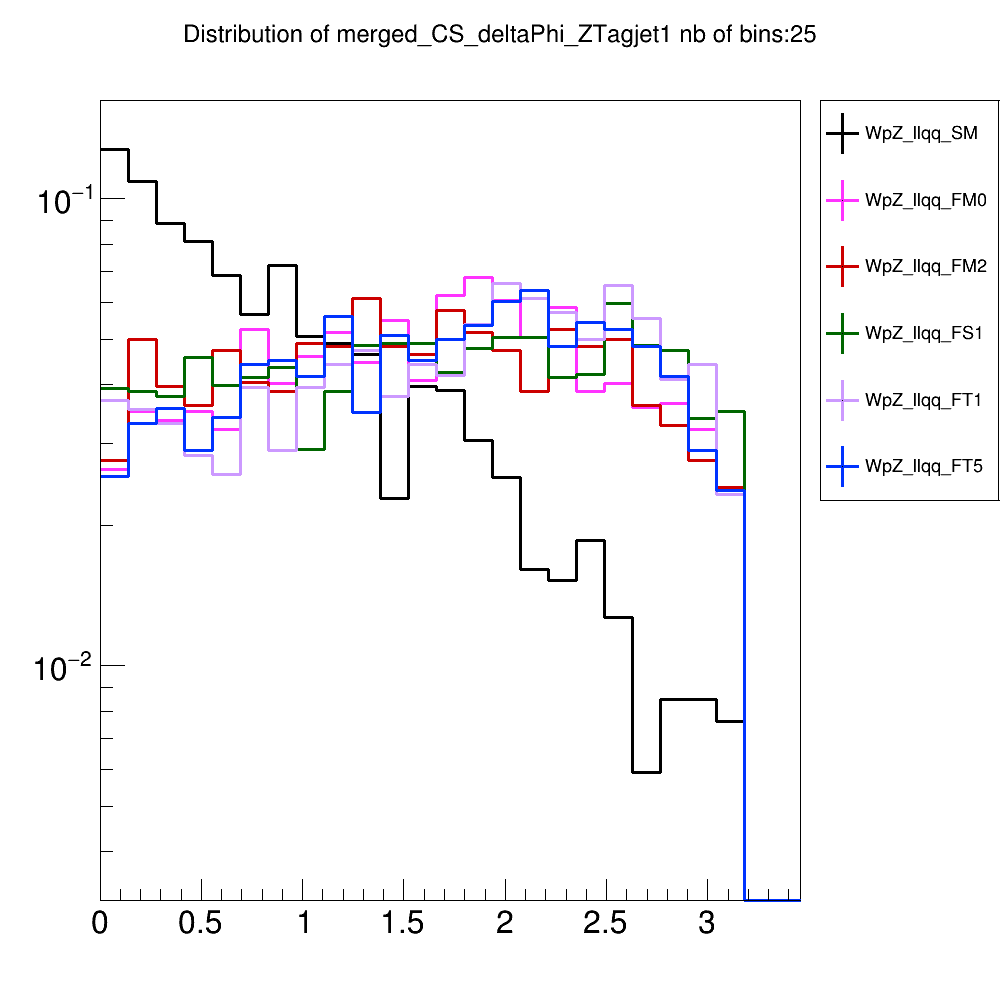 Distribution of merged_CS_deltaPhi_ZTagjet1 nb of bins:25
10⁻¹
10⁻²
0 0.5 1 1.5 2 2.5 3
WpZ_llqq_SM
WpZ_llqq_FM0
WpZ_llqq_FM2
WpZ_llqq_FS1
WpZ_llqq_FT1
WpZ_llqq_FT5